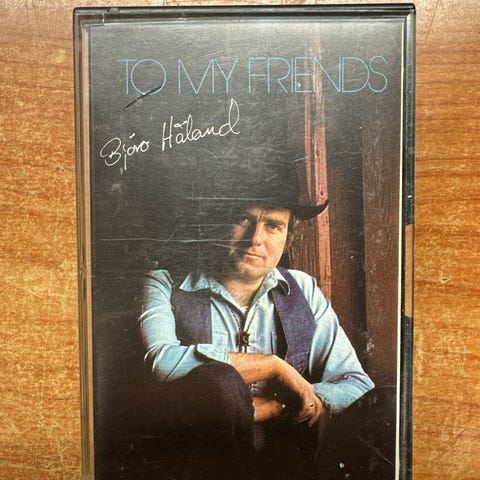 TO MY FRIENDS
Bjøro Håland